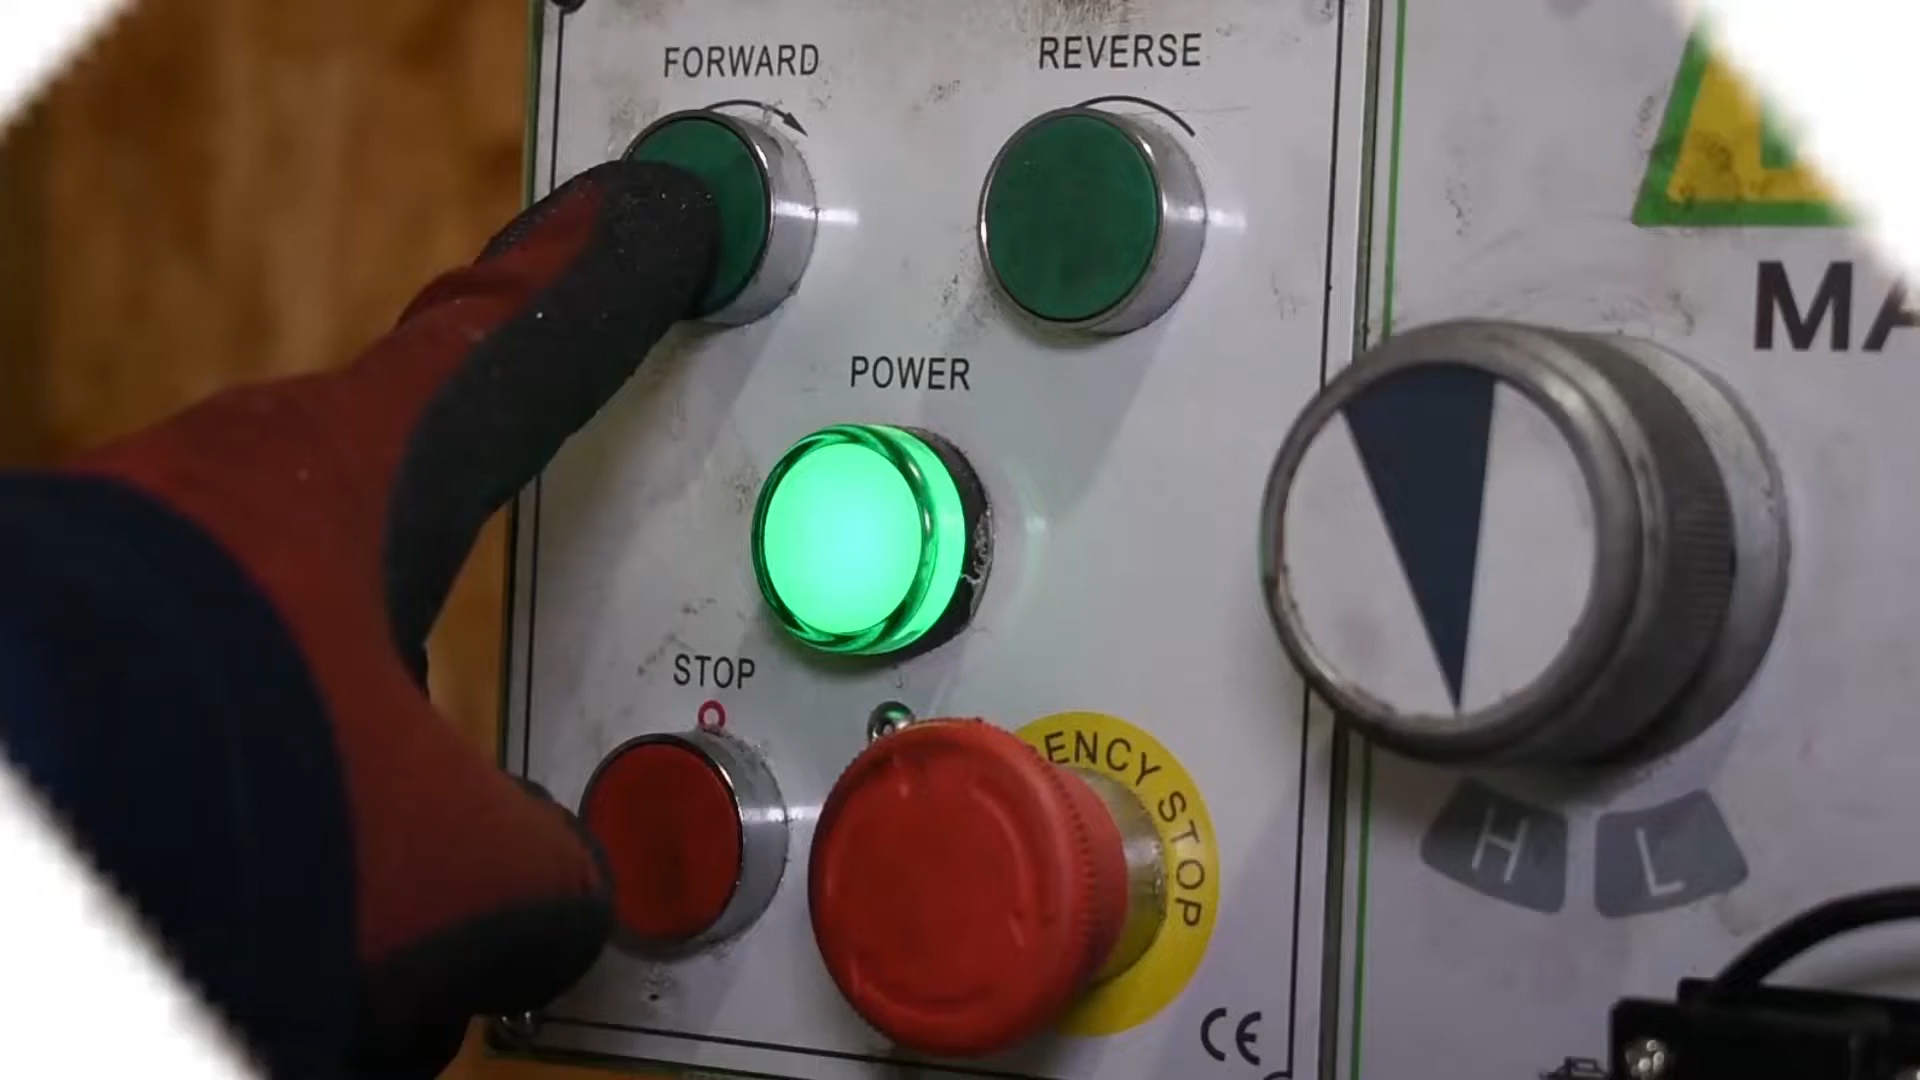 FORWARD
REVERSE
MA
POWER
STOP
ENCY STOP
H
L
CE